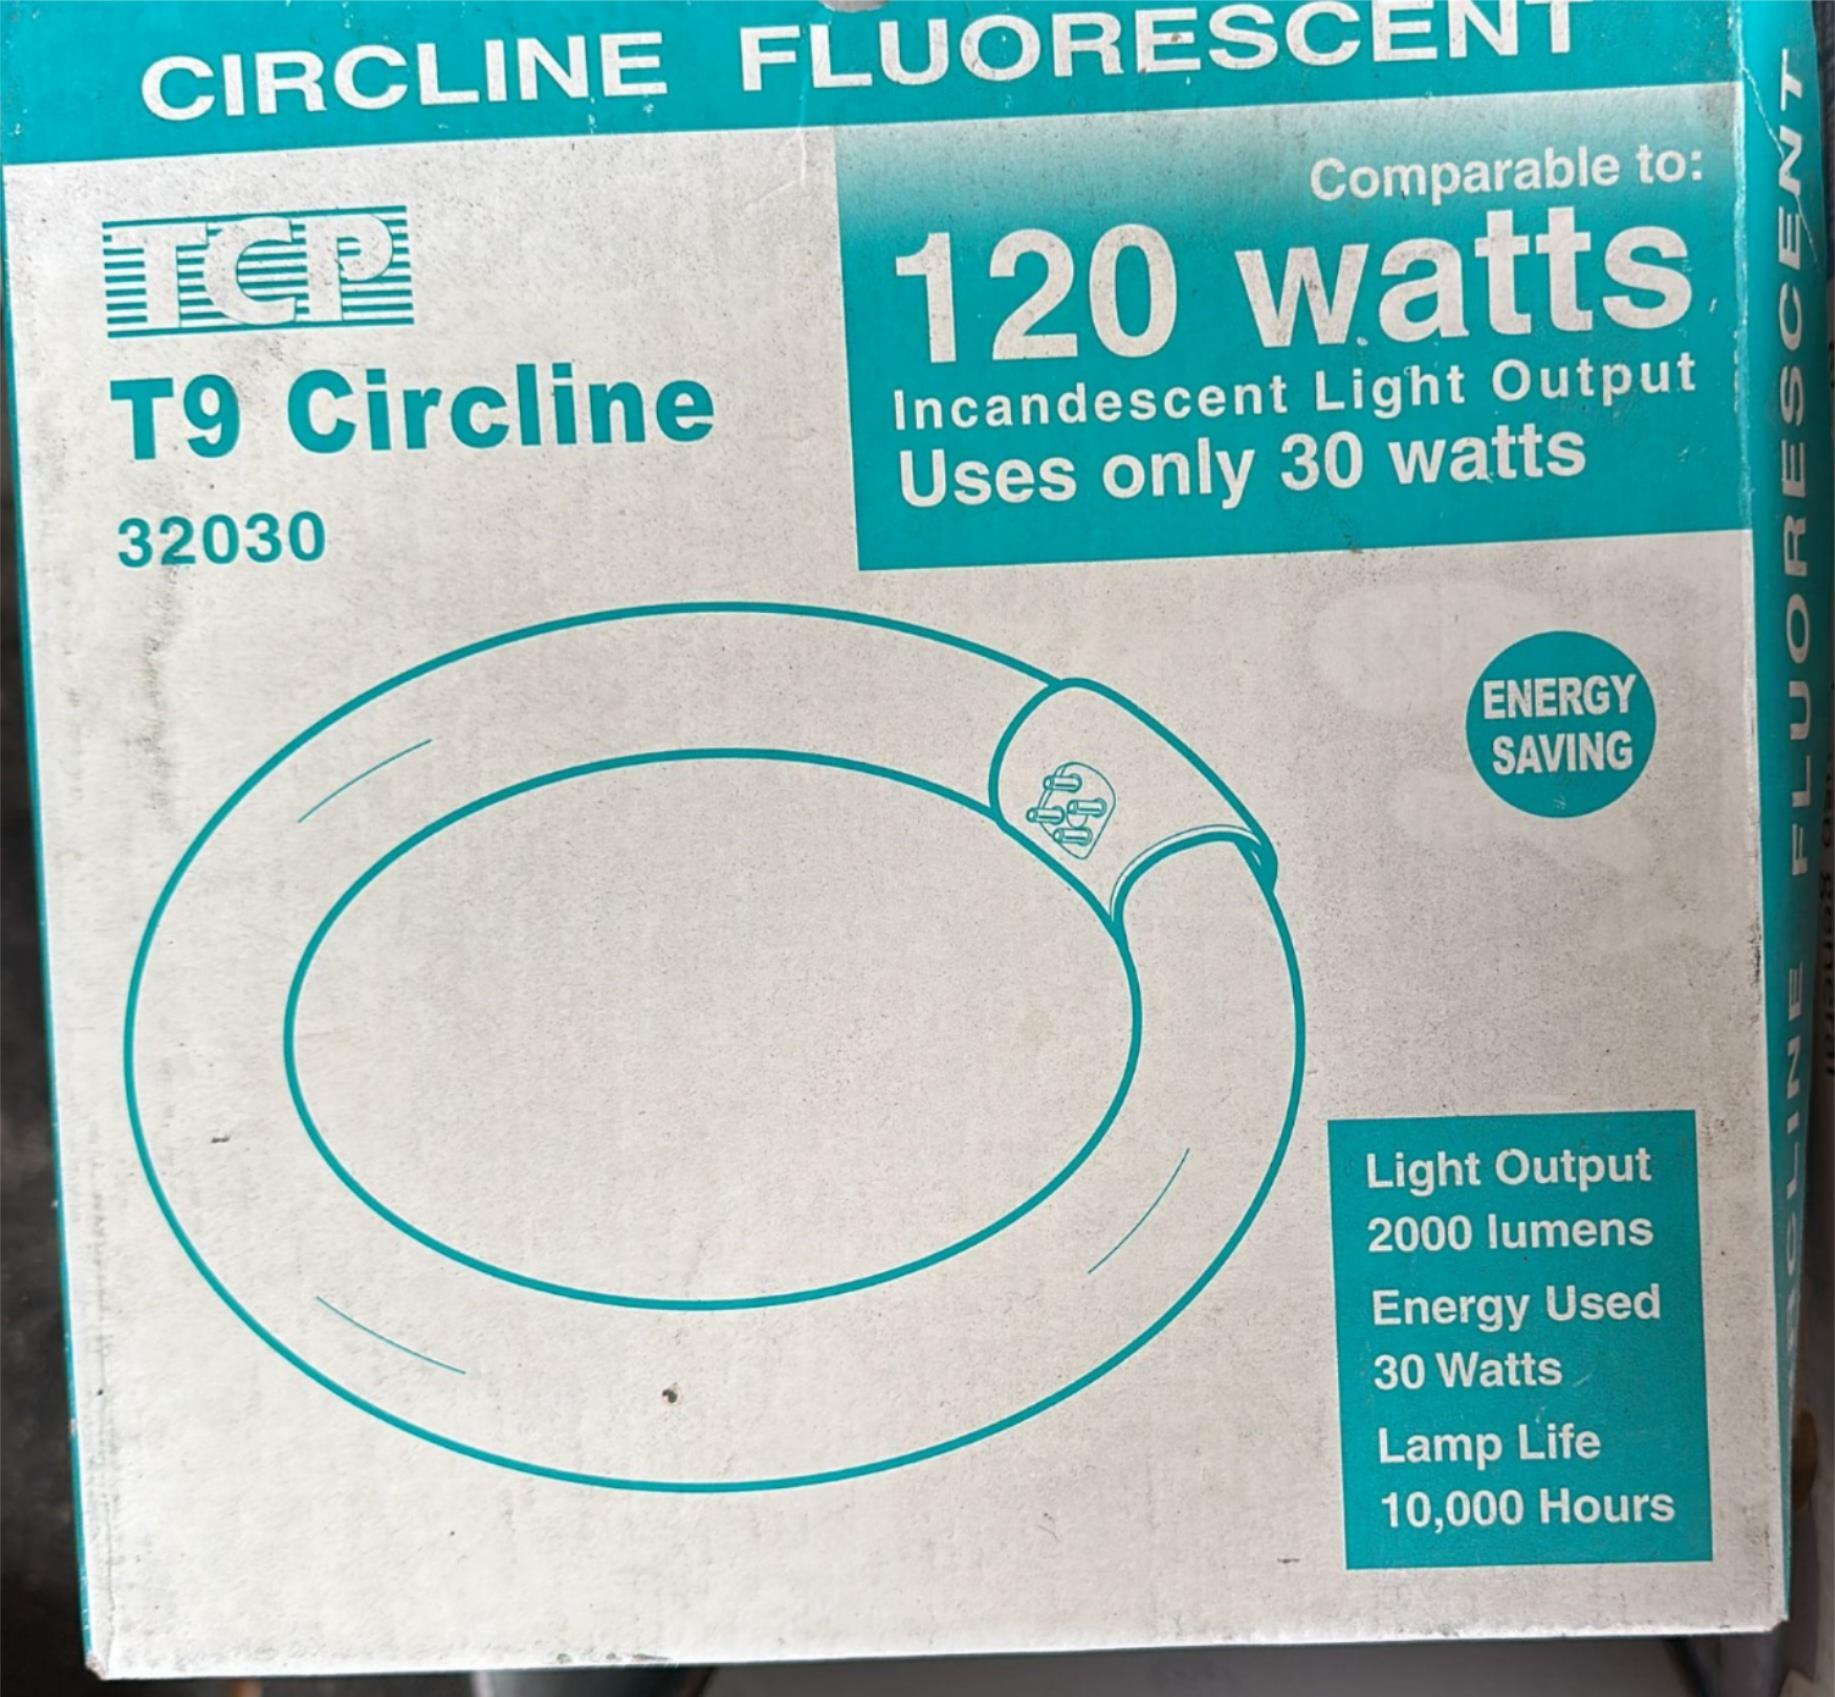 CIRCLINE FLUORESCENT
TCP
T9 Circline
32030
Comparable to:
120 watts
Incandescent Light Output
Uses only 30 watts
ENERGY
SAVING
Light Output
2000 lumens
Energy Used
30 Watts
Lamp Life
10,000 Hours
CIRCLINE FLUORESCENT